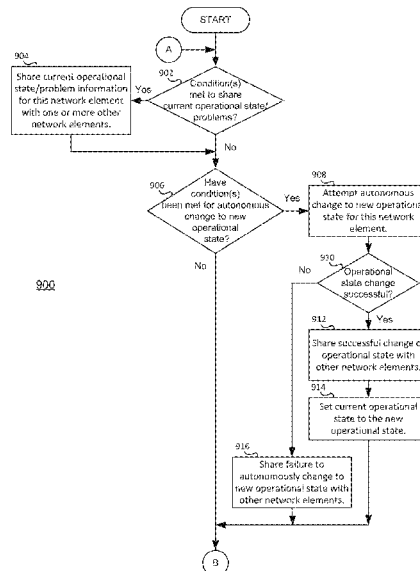 START
A
904
902
Share current operational
state/problem information
for this network element
with one or more other
network elements.
Yes
Condition(s)
met to share
current operational state/
problems?
No
906
Have
condition(s)
been met for autonomous
change to new
operational
state?
Yes
908
Attempt autonomous
change to new operational
state for this network
element.
No
900
910
Operational
state change
successful?
No
Yes
912
Share successful change of
operational state with
other network elements.
914
Set current operational
state to the new
operational state.
916
Share failure to
autonomously change to
new operational state with
other network elements.
B